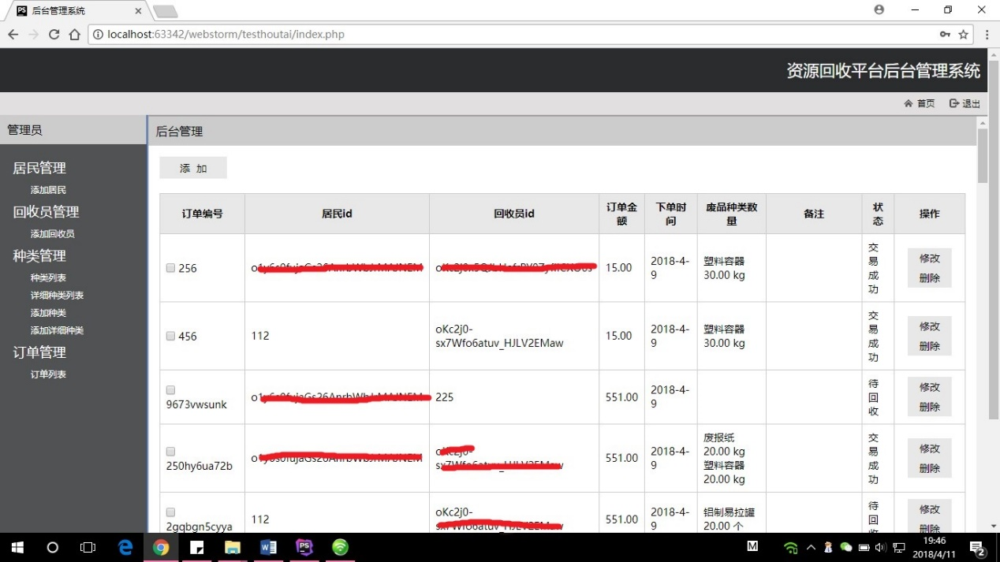 后台管理系统
localhost:63342/webstorm/testhoutai/index.php
资源回收平台后台管理系统
首页 退出
管理员
后台管理
居民管理
添加居民
回收员管理
添加回收员
种类管理
种类列表
详细种类列表
添加种类
添加详细种类
订单管理
订单列表
添 加
订单编号 居民id 回收员id 订单金额 下单时间 废品种类数量 备注 状态 操作
256 15.00 2018-4-9 塑料容器 30.00 kg 交易成功 修改 删除
456 112 oKc2j0-sx7Wfo6atuv_HJLV2EMaw 15.00 2018-4-9 塑料容器 30.00 kg 交易成功 修改 删除
9673vwsunk 225 551.00 2018-4-9 待回收 修改 删除
250hy6ua72b 551.00 2018-4-9 废报纸 20.00 kg 塑料容器 20.00 kg 交易成功 修改 删除
2gqbgn5cyya 112 oKc2j0- 551.00 2018-4-9 铝制易拉罐 20.00 个 待回收 修改 删除
19:46
2018/4/11